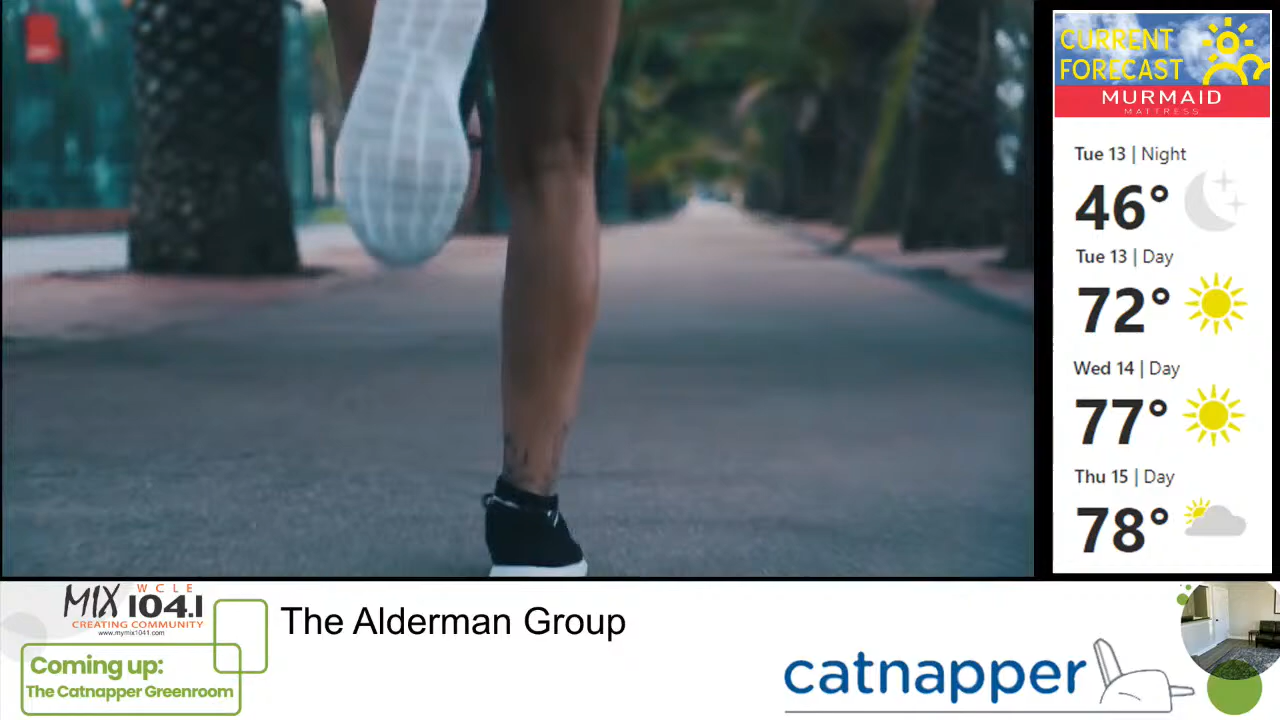 CURRENT
FORECAST
MURMAID
MATTRESS
Tue 13 | Night
46°
Tue 13 | Day
72°
Wed 14 | Day
77°
Thu 15 | Day
78°
WCLE
MIX 104.1
CREATING COMMUNITY
www.mymix1041.com
The Alderman Group
Coming up:
The Catnapper Greenroom
catnapper